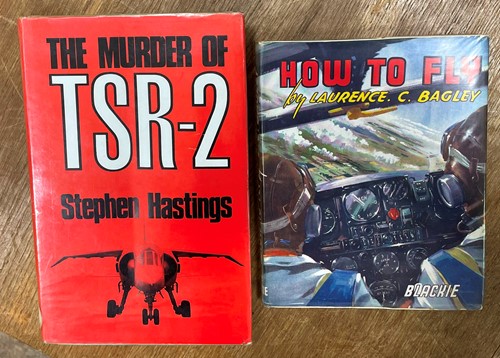 THE MURDER OF
TSR-2
Stephen Hastings
HOW TO FLY
by LAURENCE. C. BAGLEY
BLACKIE